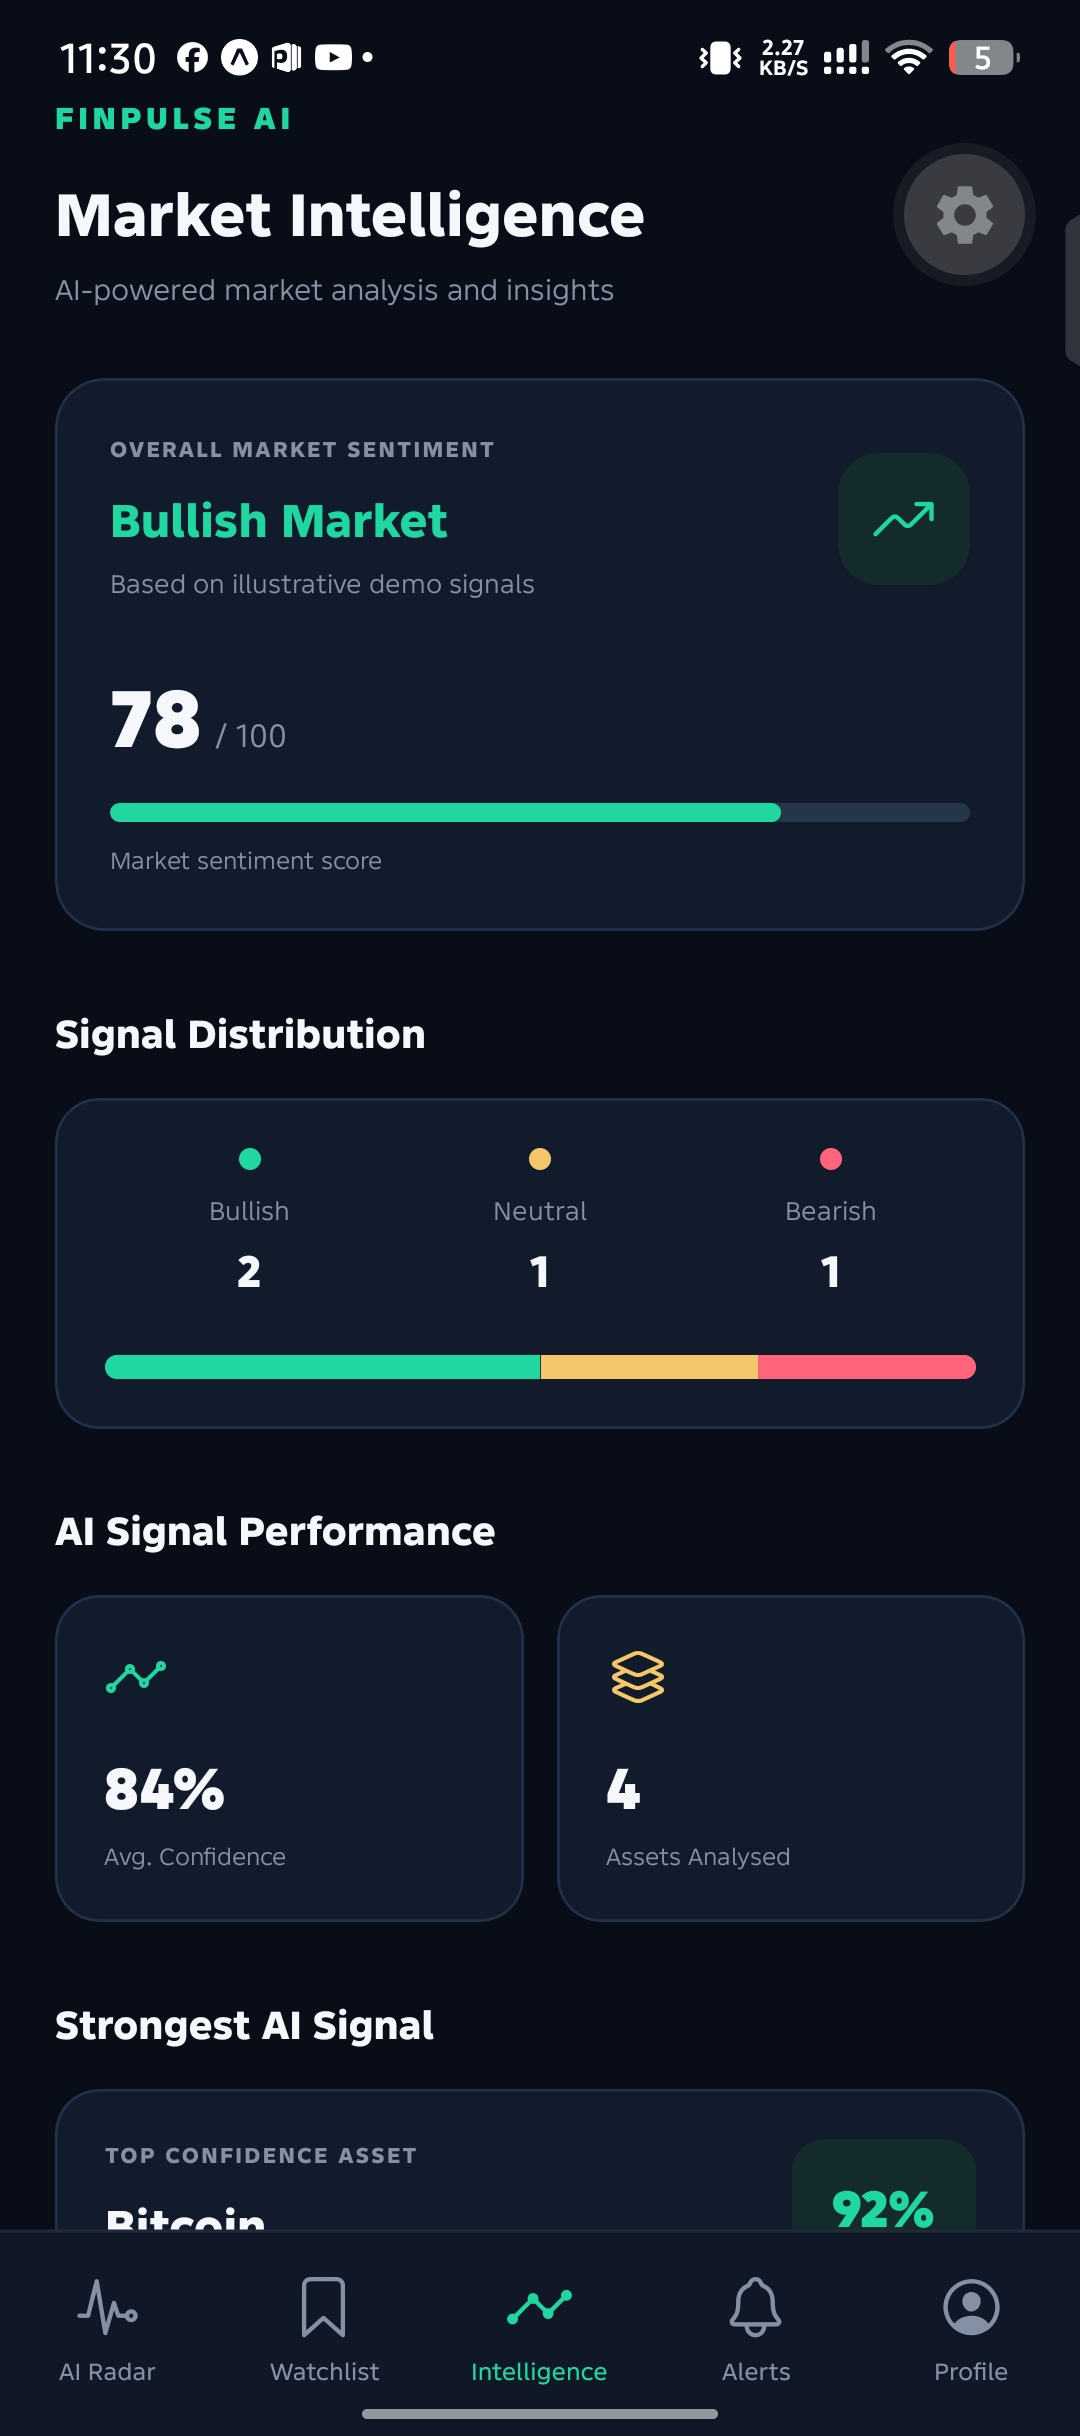 11:30
2.27
KB/S
5
FINPULSE AI
Market Intelligence
AI-powered market analysis and insights
OVERALL MARKET SENTIMENT
Bullish Market
Based on illustrative demo signals
78 / 100
Market sentiment score
Signal Distribution
Bullish Neutral Bearish
2 1 1
AI Signal Performance
84% 4
Avg. Confidence Assets Analysed
Strongest AI Signal
TOP CONFIDENCE ASSET
Bitcoin
92%
AI Radar Watchlist Intelligence Alerts Profile